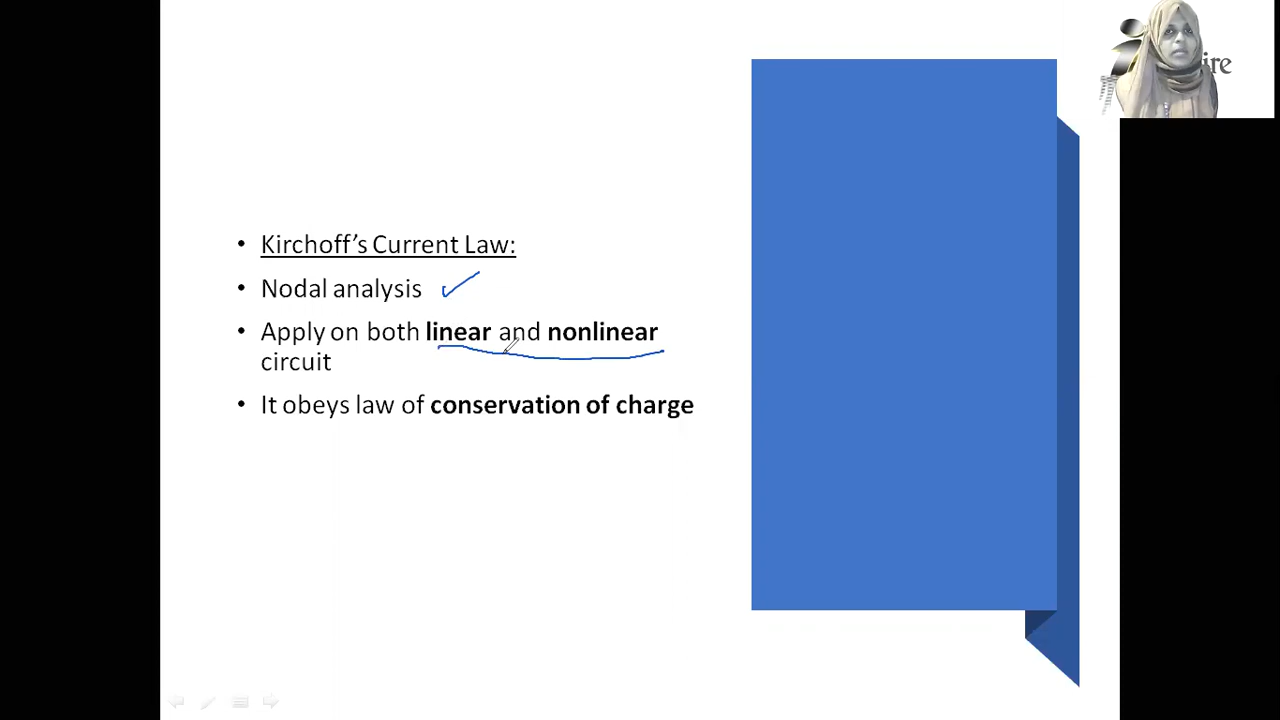 ire
• Kirchoff’s Current Law:
• Nodal analysis
• Apply on both linear and nonlinear
circuit
• It obeys law of conservation of charge